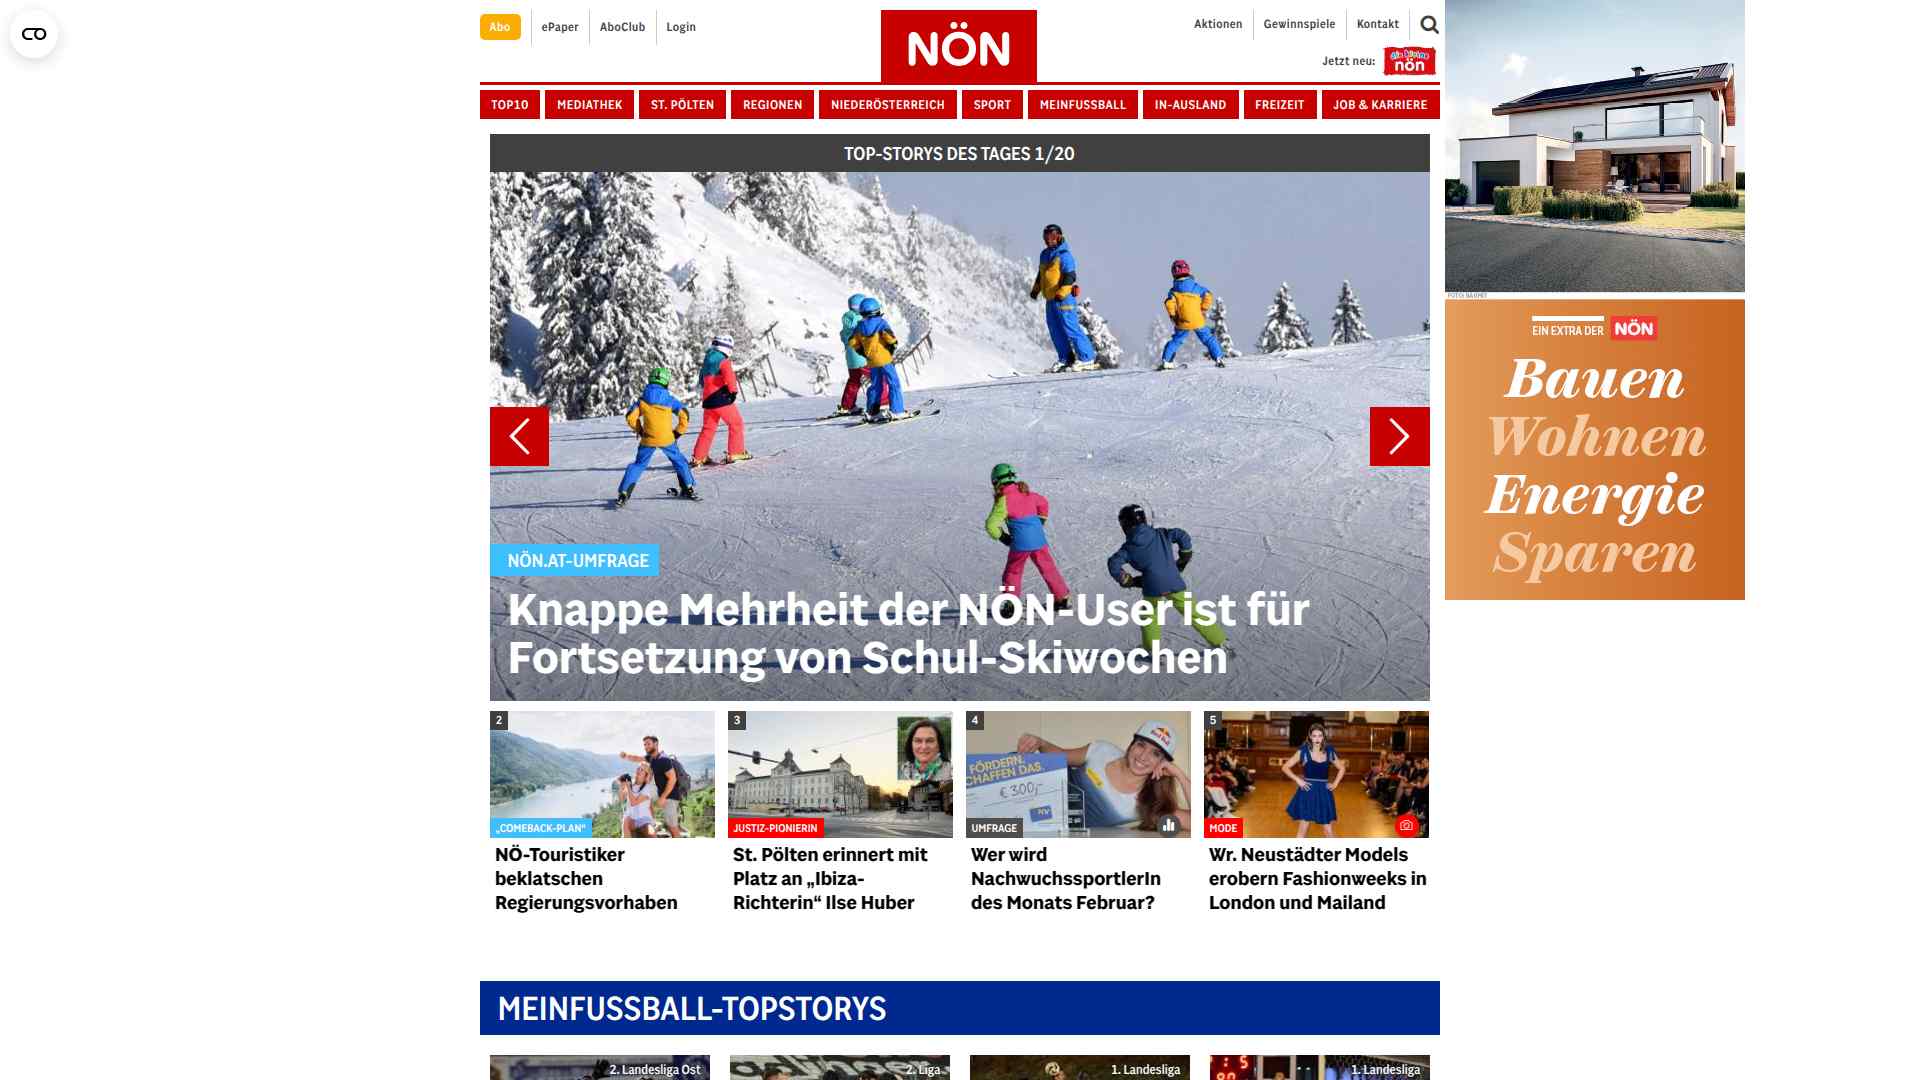 Abo
ePaper
AboClub
Login
NÖN
Aktionen
Gewinnspiele
Kontakt
Jetzt neu:
die kleine
nön
TOP10
MEDIATHEK
ST. PÖLTEN
REGIONEN
NIEDERÖSTERREICH
SPORT
MEINFUSSBALL
IN-AUSLAND
FREIZEIT
JOB & KARRIERE
TOP-STORYS DES TAGES 1/20
NÖN.AT-UMFRAGE
Knappe Mehrheit der NÖN-User ist für
Fortsetzung von Schul-Skiwochen
EIN EXTRA DER NÖN
Bauen
Wohnen
Energie
Sparen
2
„COMEBACK-PLAN“
NÖ-Touristiker
beklatschen
Regierungsvorhaben
3
JUSTIZ-PIONIERIN
St. Pölten erinnert mit
Platz an „Ibiza-
Richterin“ Ilse Huber
4
FÖRDERN.
SCHAFFEN DAS.
€ 300,-
NV
Red Bull
UMFRAGE
Wer wird
NachwuchssportlerIn
des Monats Februar?
5
MODE
Wr. Neustädter Models
erobern Fashionweeks in
London und Mailand
MEINFUSSBALL-TOPSTORYS
2. Landesliga Ost
2. Liga
1. Landesliga
1. Landesliga